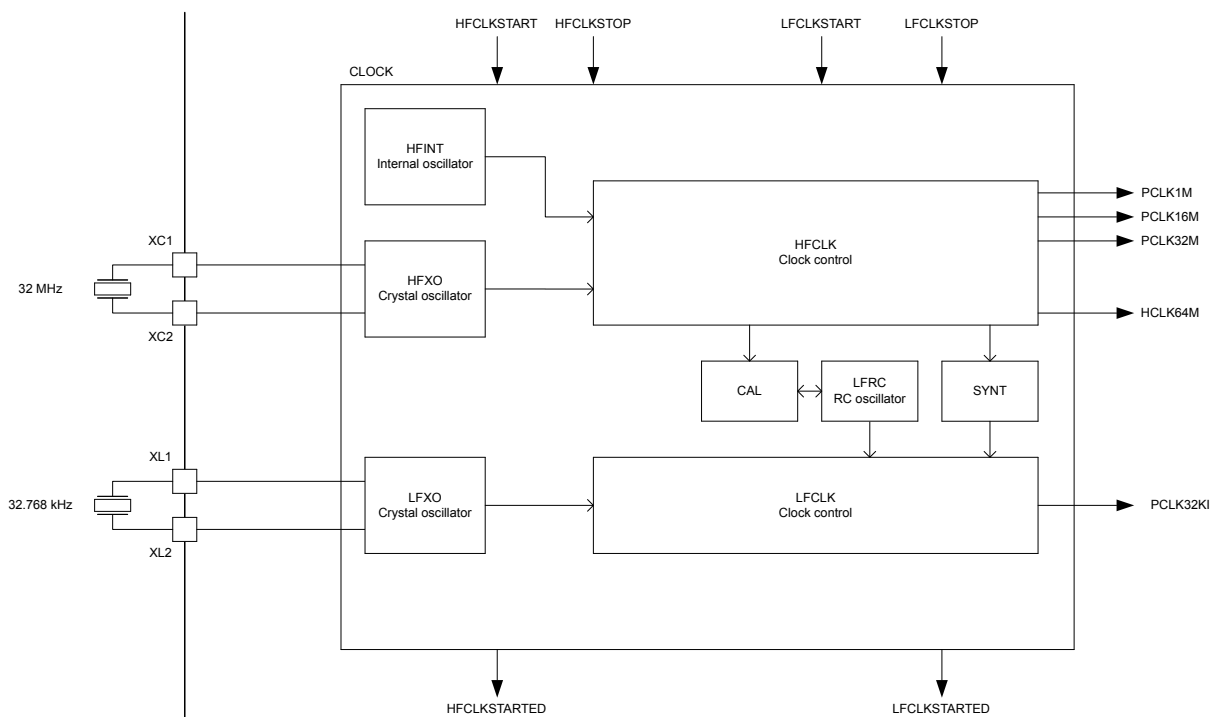 HFCLKSTART
HFCLKSTOP
LFCLKSTART
LFCLKSTOP
CLOCK
HFINT
Internal oscillator
PCLK1M
PCLK16M
PCLK32M
HFCLK
Clock control
XC1
32 MHz
XC2
HFXO
Crystal oscillator
HCLK64M
CAL
LFRC
RC oscillator
SYNT
XL1
32.768 kHz
XL2
LFXO
Crystal oscillator
LFCLK
Clock control
PCLK32KI
HFCLKSTARTED
LFCLKSTARTED